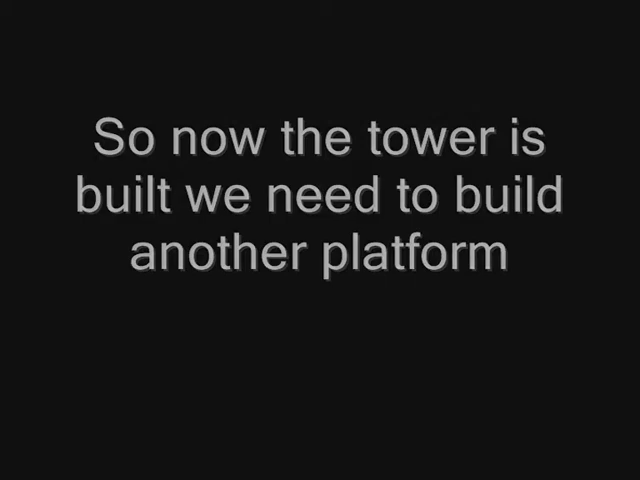 So now the tower is
built we need to build
another platform